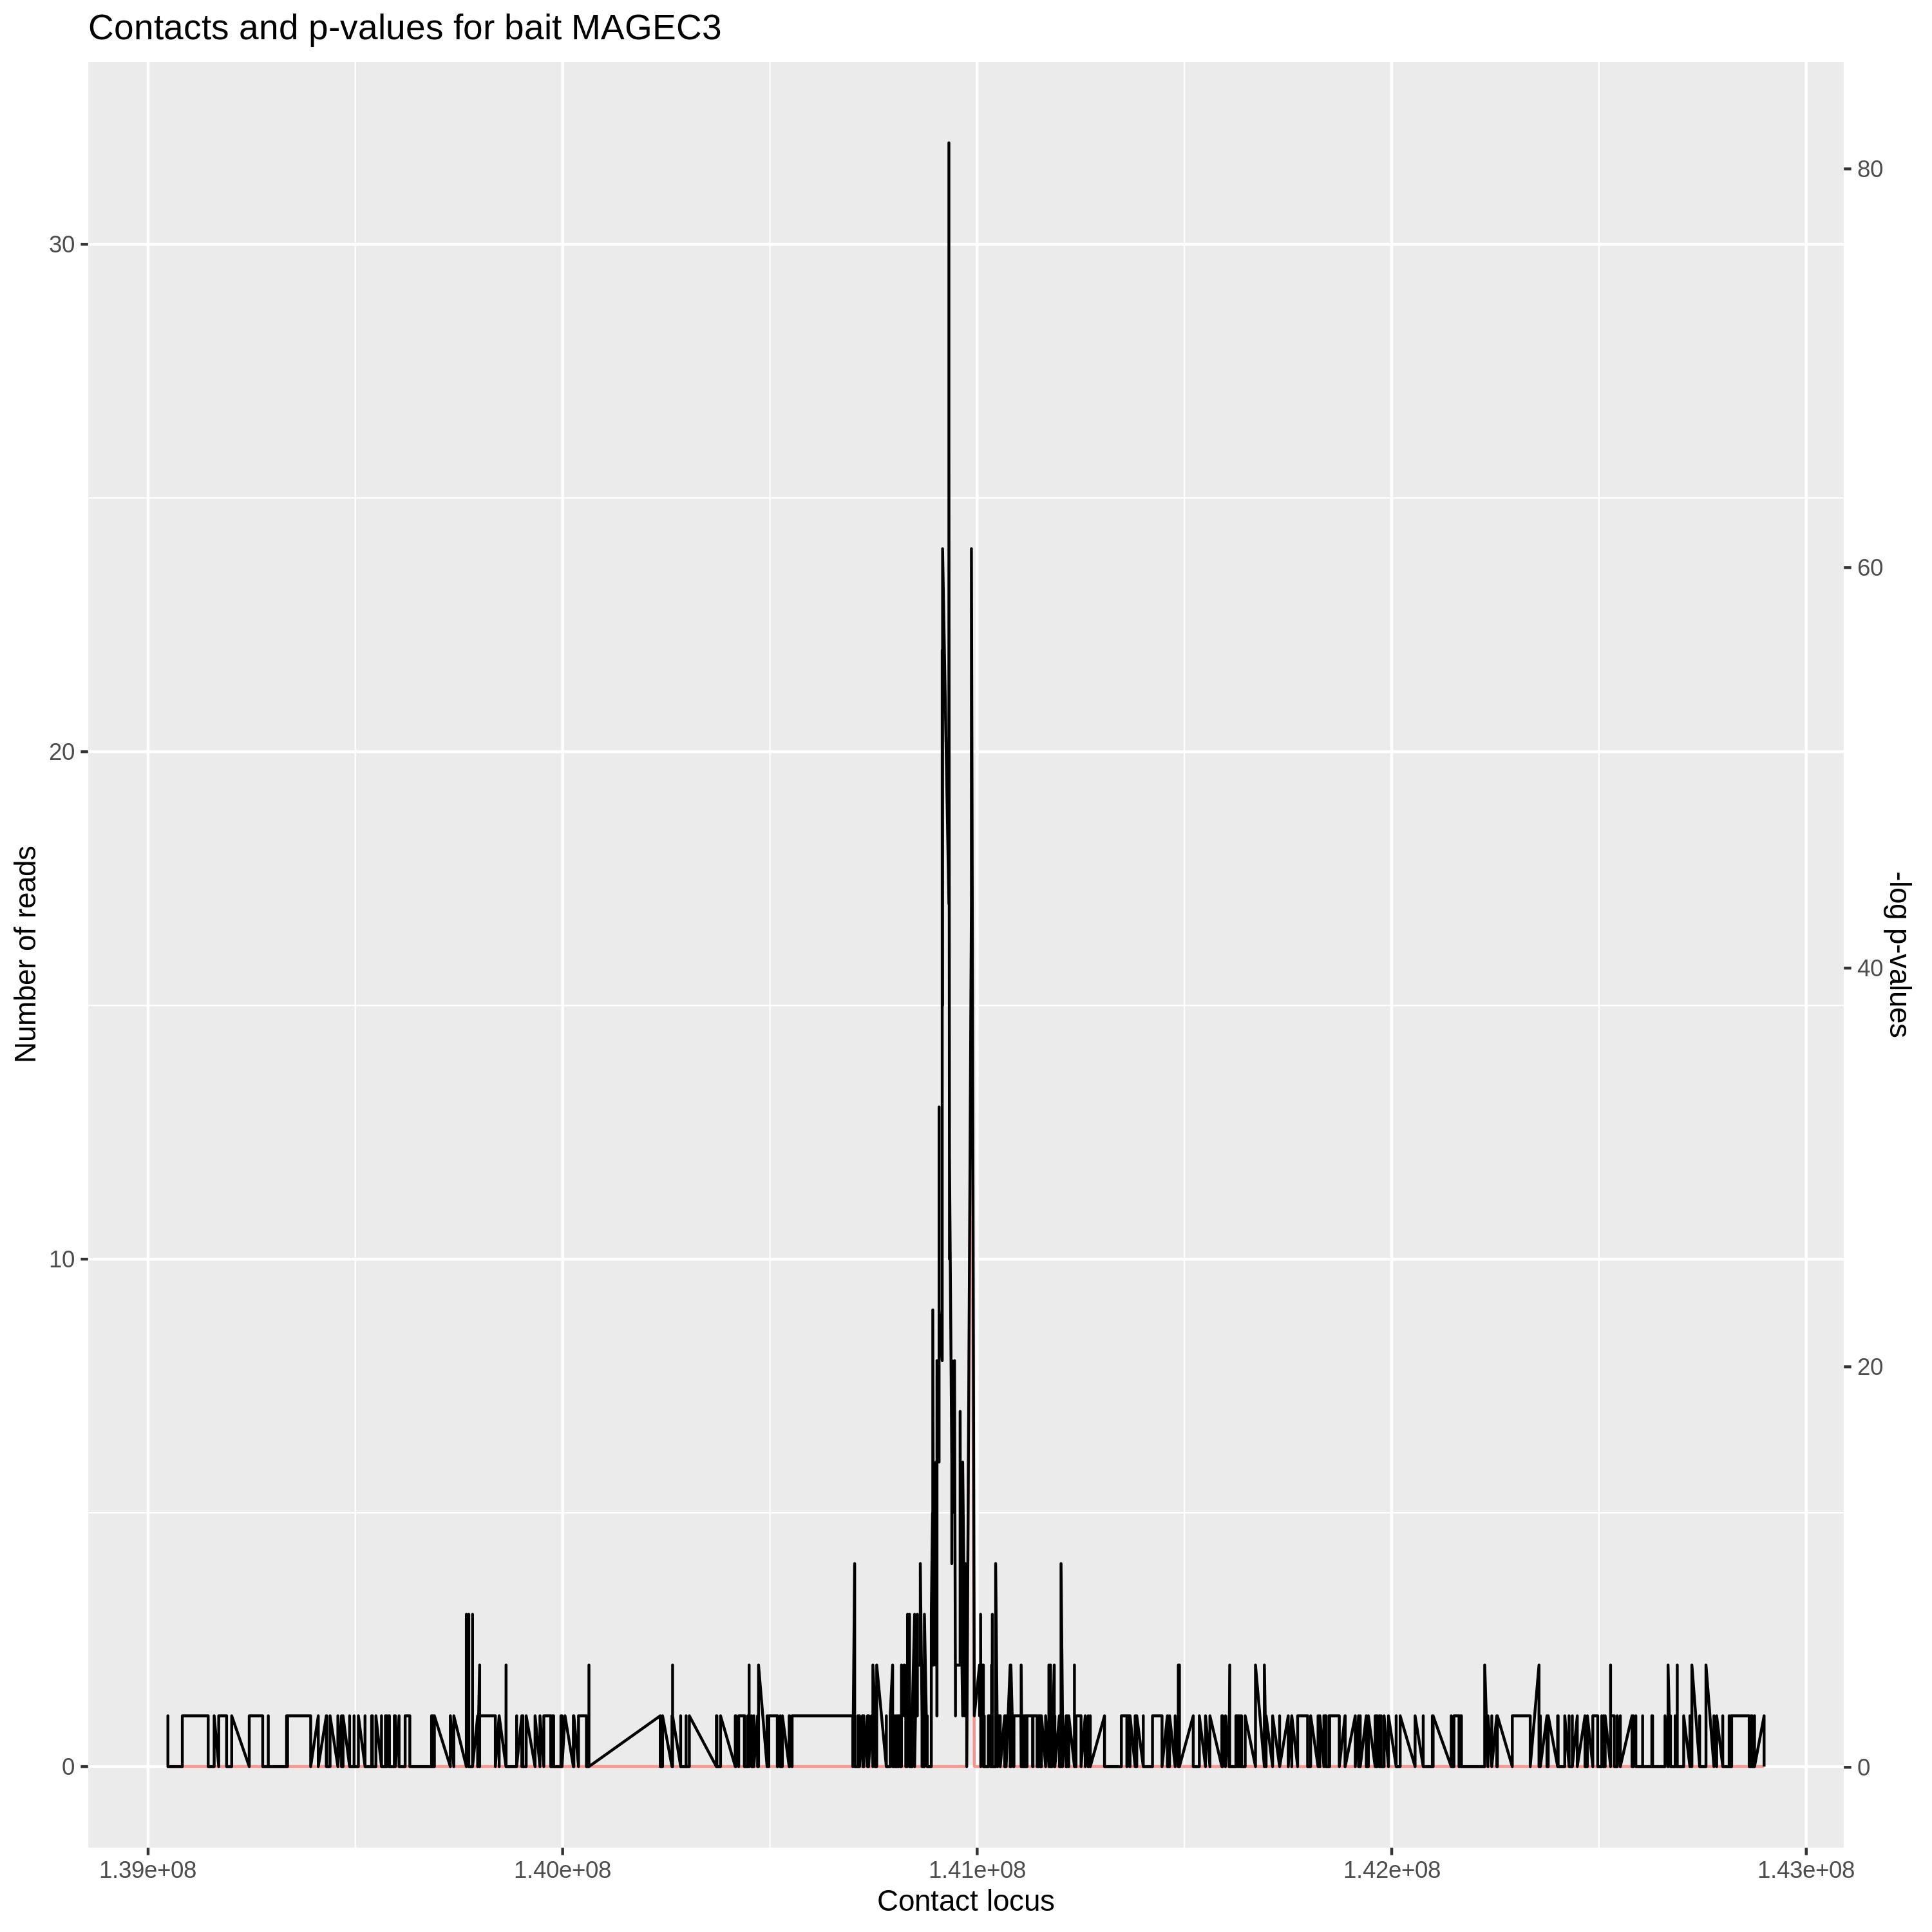 Contacts and p-values for bait MAGEC3
Number of reads
30
20
10
0
-log p-values
80
60
40
20
0
1.39e+08 1.40e+08 1.41e+08 1.42e+08 1.43e+08
Contact locus